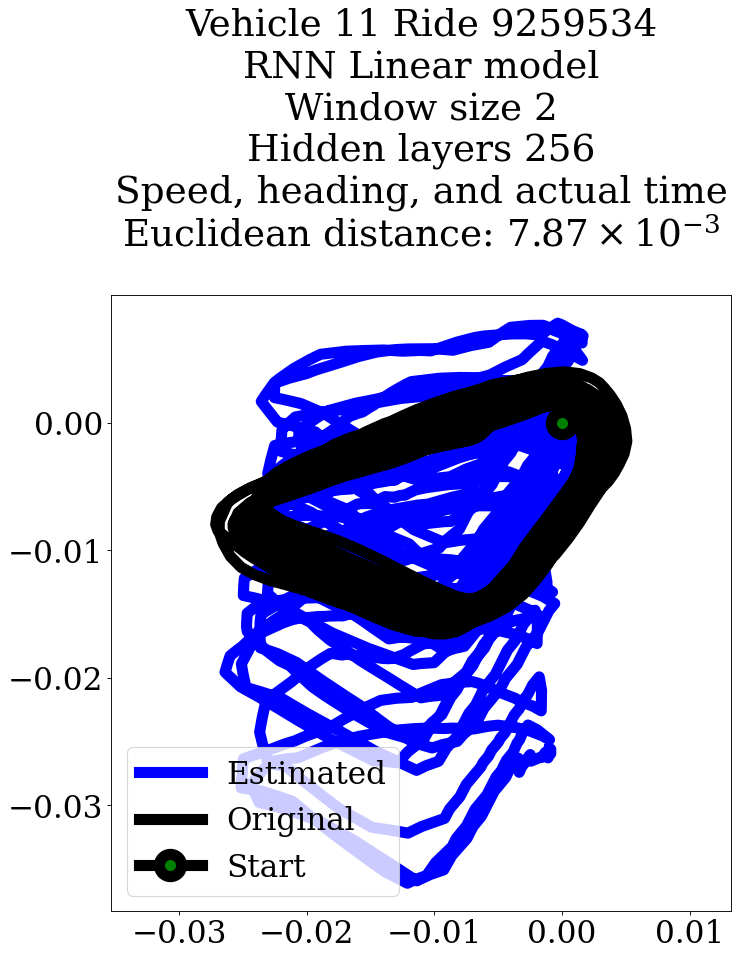 Vehicle 11 Ride 9259534
RNN Linear model
Window size 2
Hidden layers 256
Speed, heading, and actual time
Euclidean distance: 7.87 × 10⁻³
0.00
−0.01
−0.02
−0.03
Estimated
Original
Start
−0.03 −0.02 −0.01 0.00 0.01